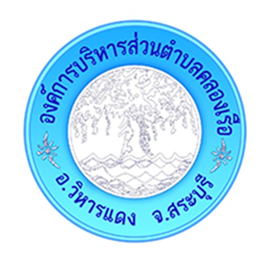 องค์การบริหารส่วนตำบลคลองเรือ
อ.วิหารแดง จ.สระบุรี